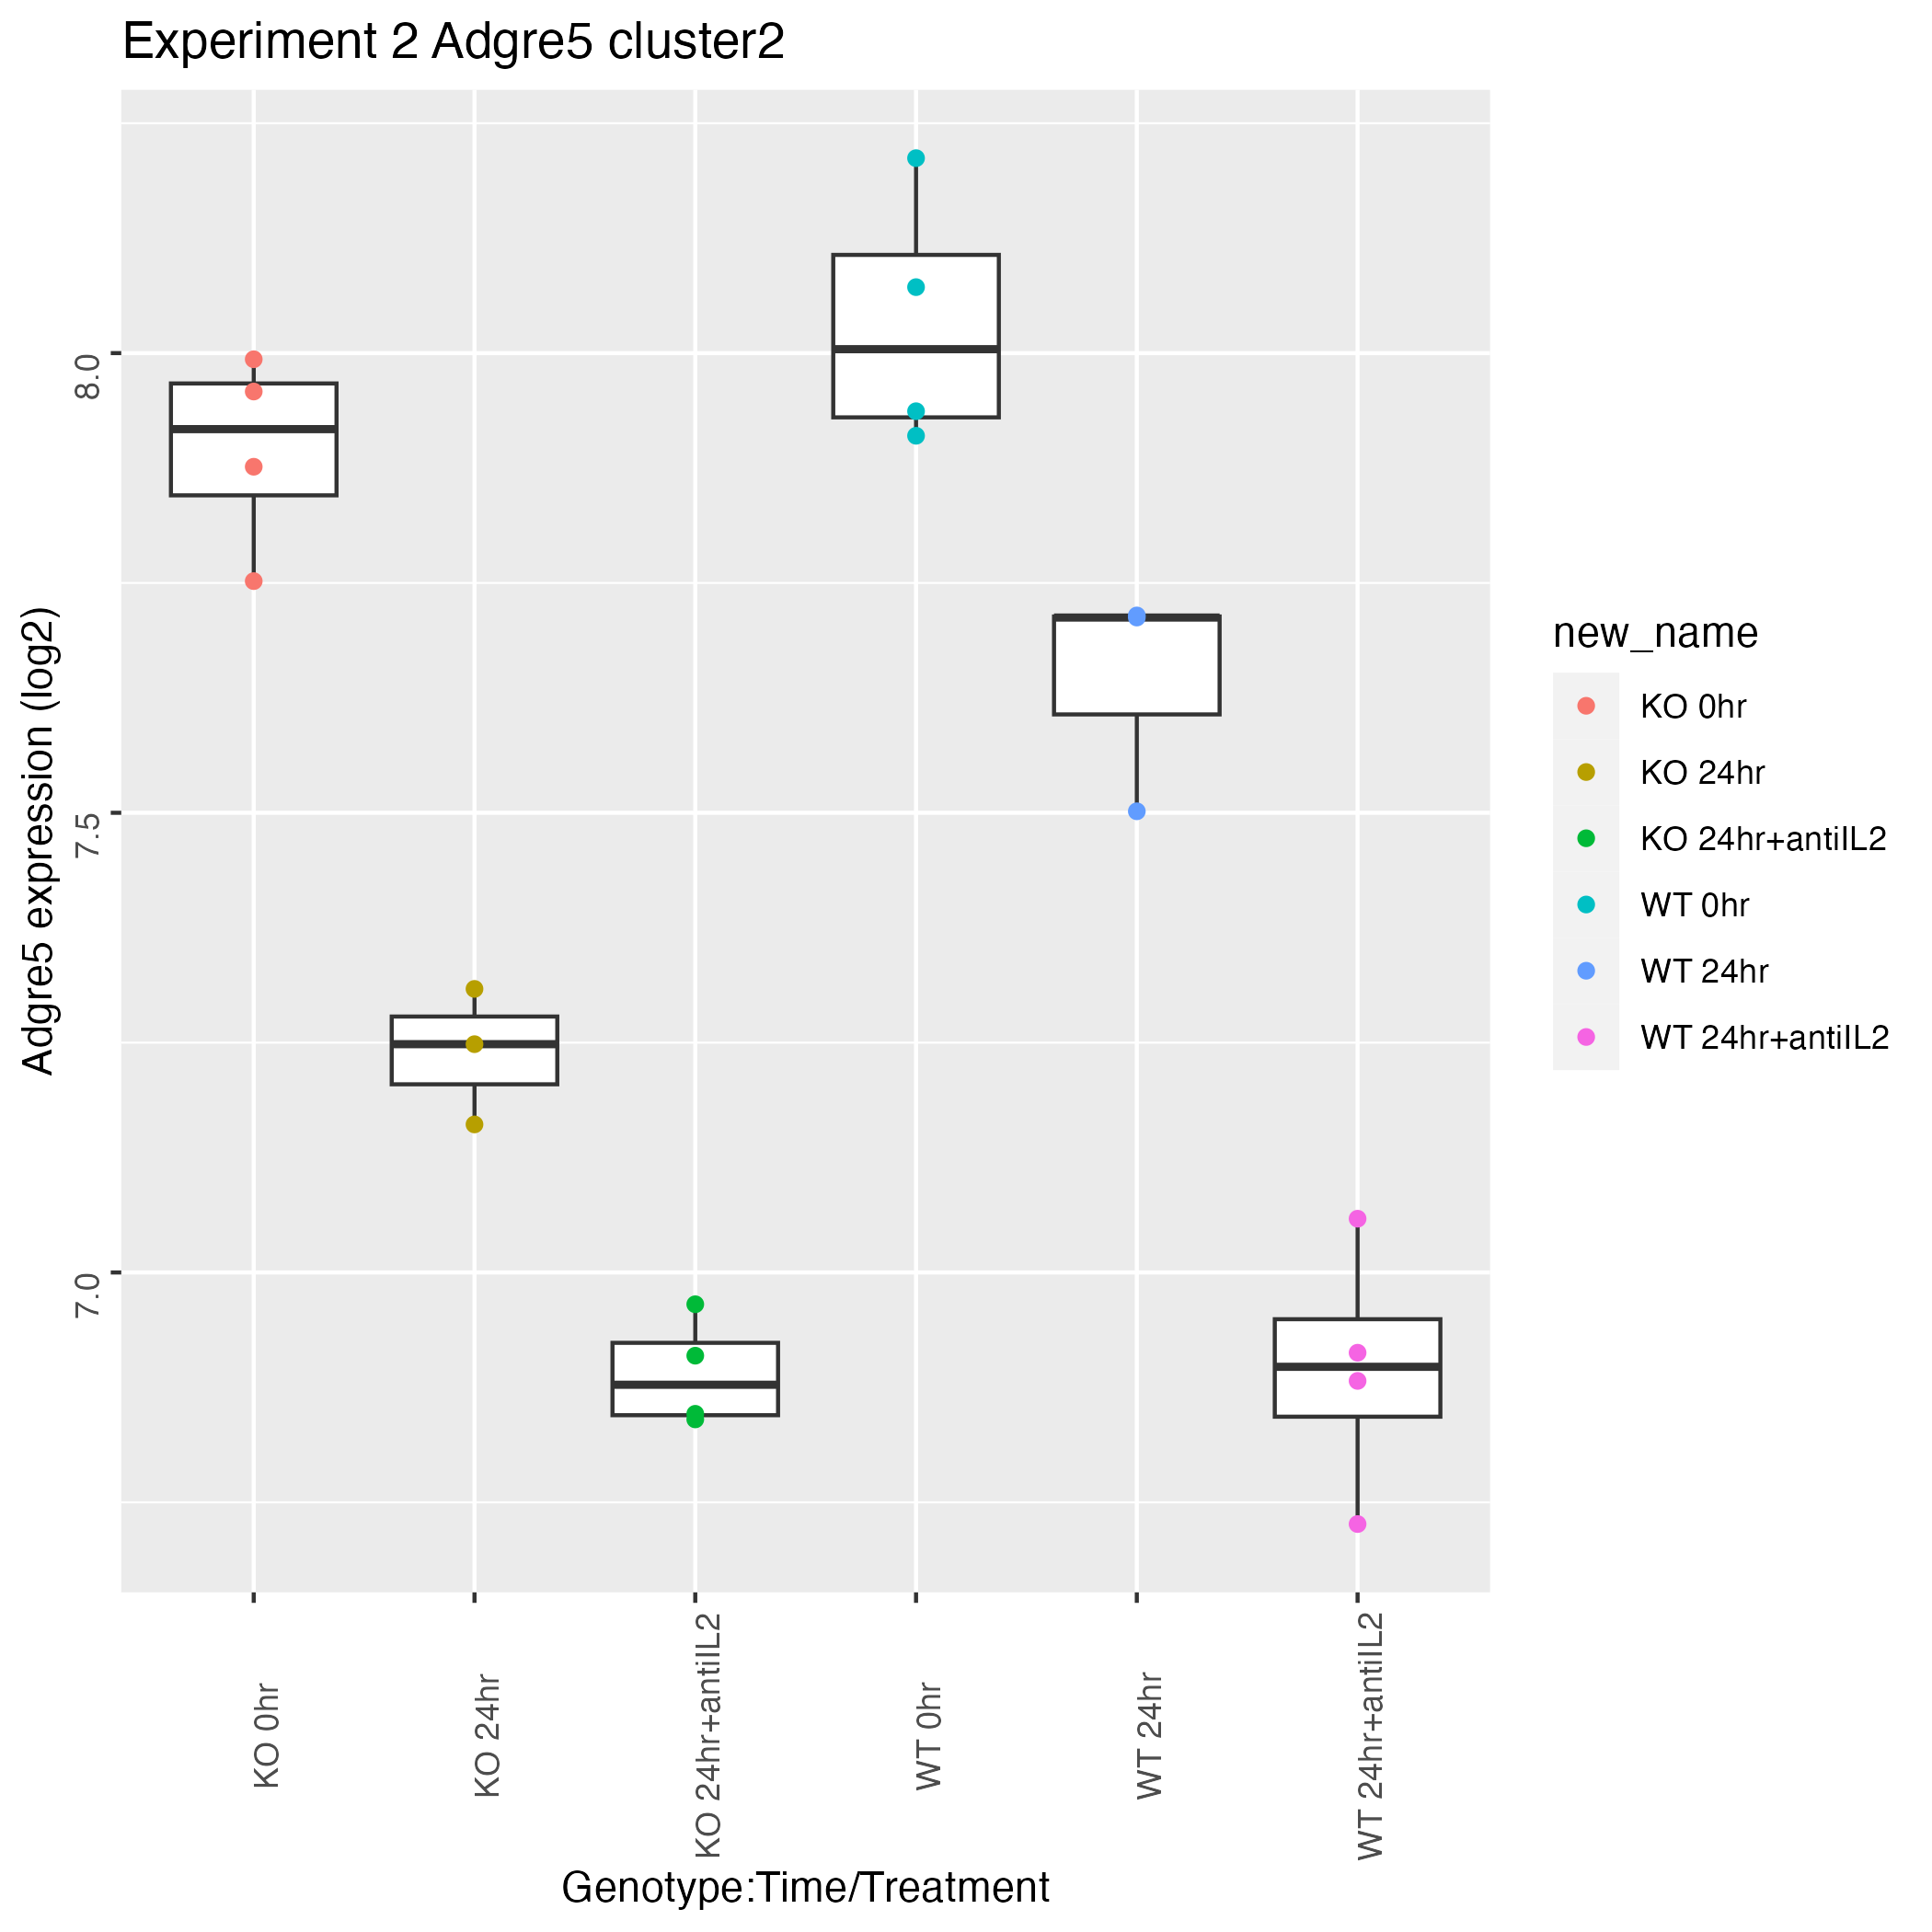 Experiment 2 Adgre5 cluster2
Adgre5 expression (log2)
8.0
7.5
7.0
KO 0hr
KO 24hr
KO 24hr+antiIL2
WT 0hr
WT 24hr
WT 24hr+antiIL2
Genotype:Time/Treatment
new_name
KO 0hr
KO 24hr
KO 24hr+antiIL2
WT 0hr
WT 24hr
WT 24hr+antiIL2